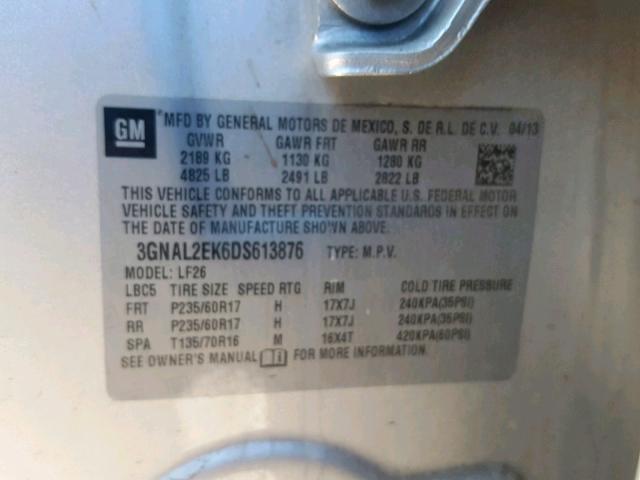 GM
MFD BY GENERAL MOTORS DE MEXICO, S. DE R.L. DE C.V. 04/13
GVWR GAWR FRT GAWR RR
2189 KG 1130 KG 1280 KG
4825 LB 2491 LB 2822 LB
THIS VEHICLE CONFORMS TO ALL APPLICABLE U.S. FEDERAL MOTOR
VEHICLE SAFETY AND THEFT PREVENTION STANDARDS IN EFFECT ON
THE DATE OF MANUFACTURE SHOWN ABOVE.
3GNAL2EK6DS613876 TYPE: M.P.V.
MODEL: LF26
LBC5 TIRE SIZE SPEED RTG RIM COLD TIRE PRESSURE
FRT P235/60R17 H 17X7J 240KPA(35PSI)
RR P235/60R17 H 17X7J 240KPA(35PSI)
SPA T135/70R16 M 16X4T 420KPA(60PSI)
SEE OWNER'S MANUAL FOR MORE INFORMATION.